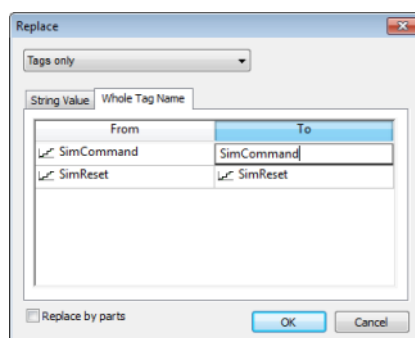 Replace
Tags only
String Value Whole Tag Name
From To
SimCommand SimCommand
SimReset SimReset
Replace by parts OK Cancel